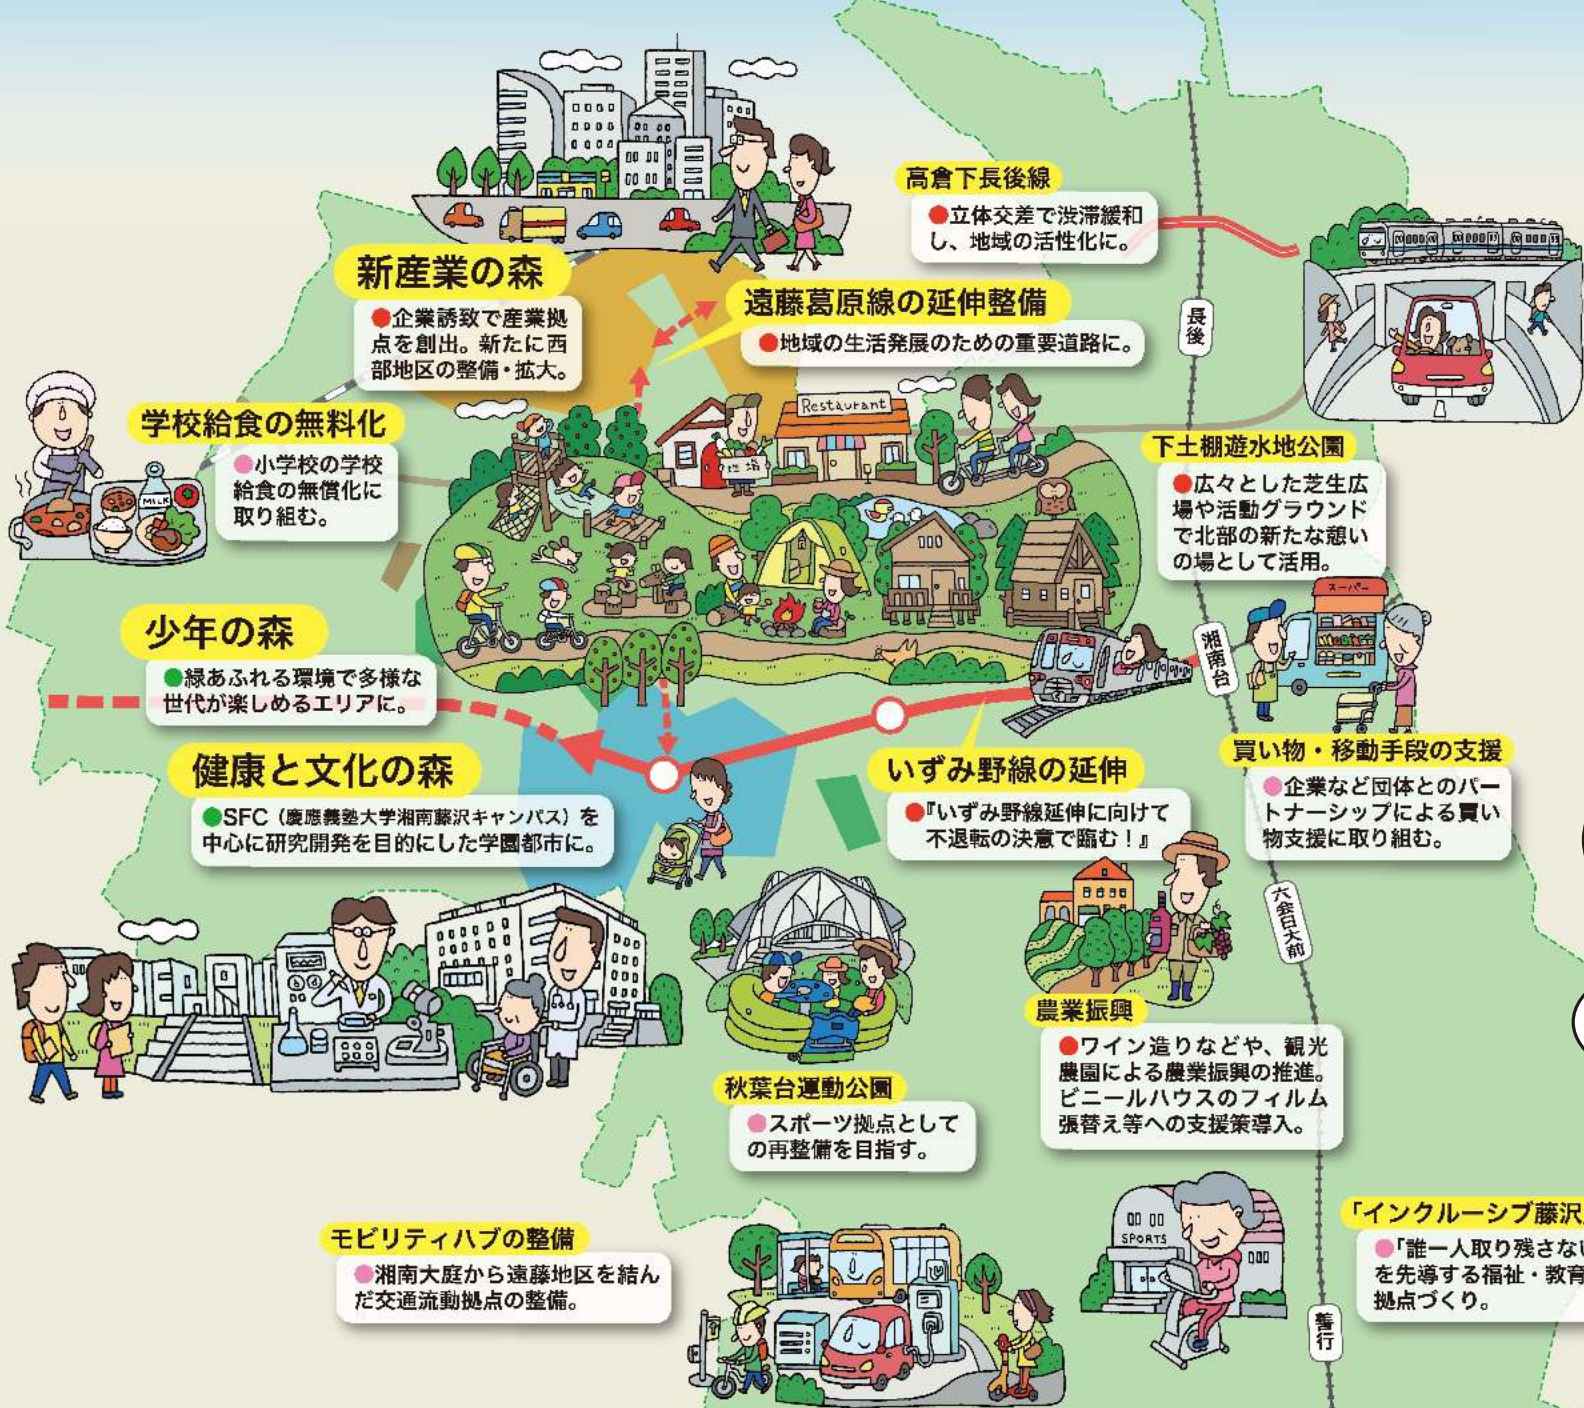 高倉下長後線
●立体交差で渋滞緩和
し、地域の活性化に。
新産業の森
●企業誘致で産業拠
点を創出。新たに西
部地区の整備・拡大。
遠藤葛原線の延伸整備
●地域の生活発展のための重要道路に。
長後
学校給食の無料化
●小学校の学校
給食の無償化に
取り組む。
MILK
Restaurant
下土棚遊水地公園
●広々とした芝生広
場や活動グラウンド
で北部の新たな憩い
の場として活用。
スーパー
少年の森
●緑あふれる環境で多様な
世代が楽しめるエリアに。
湘南台
健康と文化の森
●SFC（慶應義塾大学湘南藤沢キャンパス）を
中心に研究開発を目的にした学園都市に。
いずみ野線の延伸
●『いずみ野線延伸に向けて
不退転の決意で臨む！』
買い物・移動手段の支援
●企業など団体とのパー
トナーシップによる買い
物支援に取り組む。
六会日大前
農業振興
●ワイン造りなどや、観光
農園による農業振興の推進。
ビニールハウスのフィルム
張替え等への支援策導入。
秋葉台運動公園
●スポーツ拠点として
の再整備を目指す。
モビリティハブの整備
●湘南大庭から遠藤地区を結ん
だ交通流動拠点の整備。
SPORTS
「インクルーシブ藤沢
●「誰一人取り残さない
を先導する福祉・教育
拠点づくり。
善行